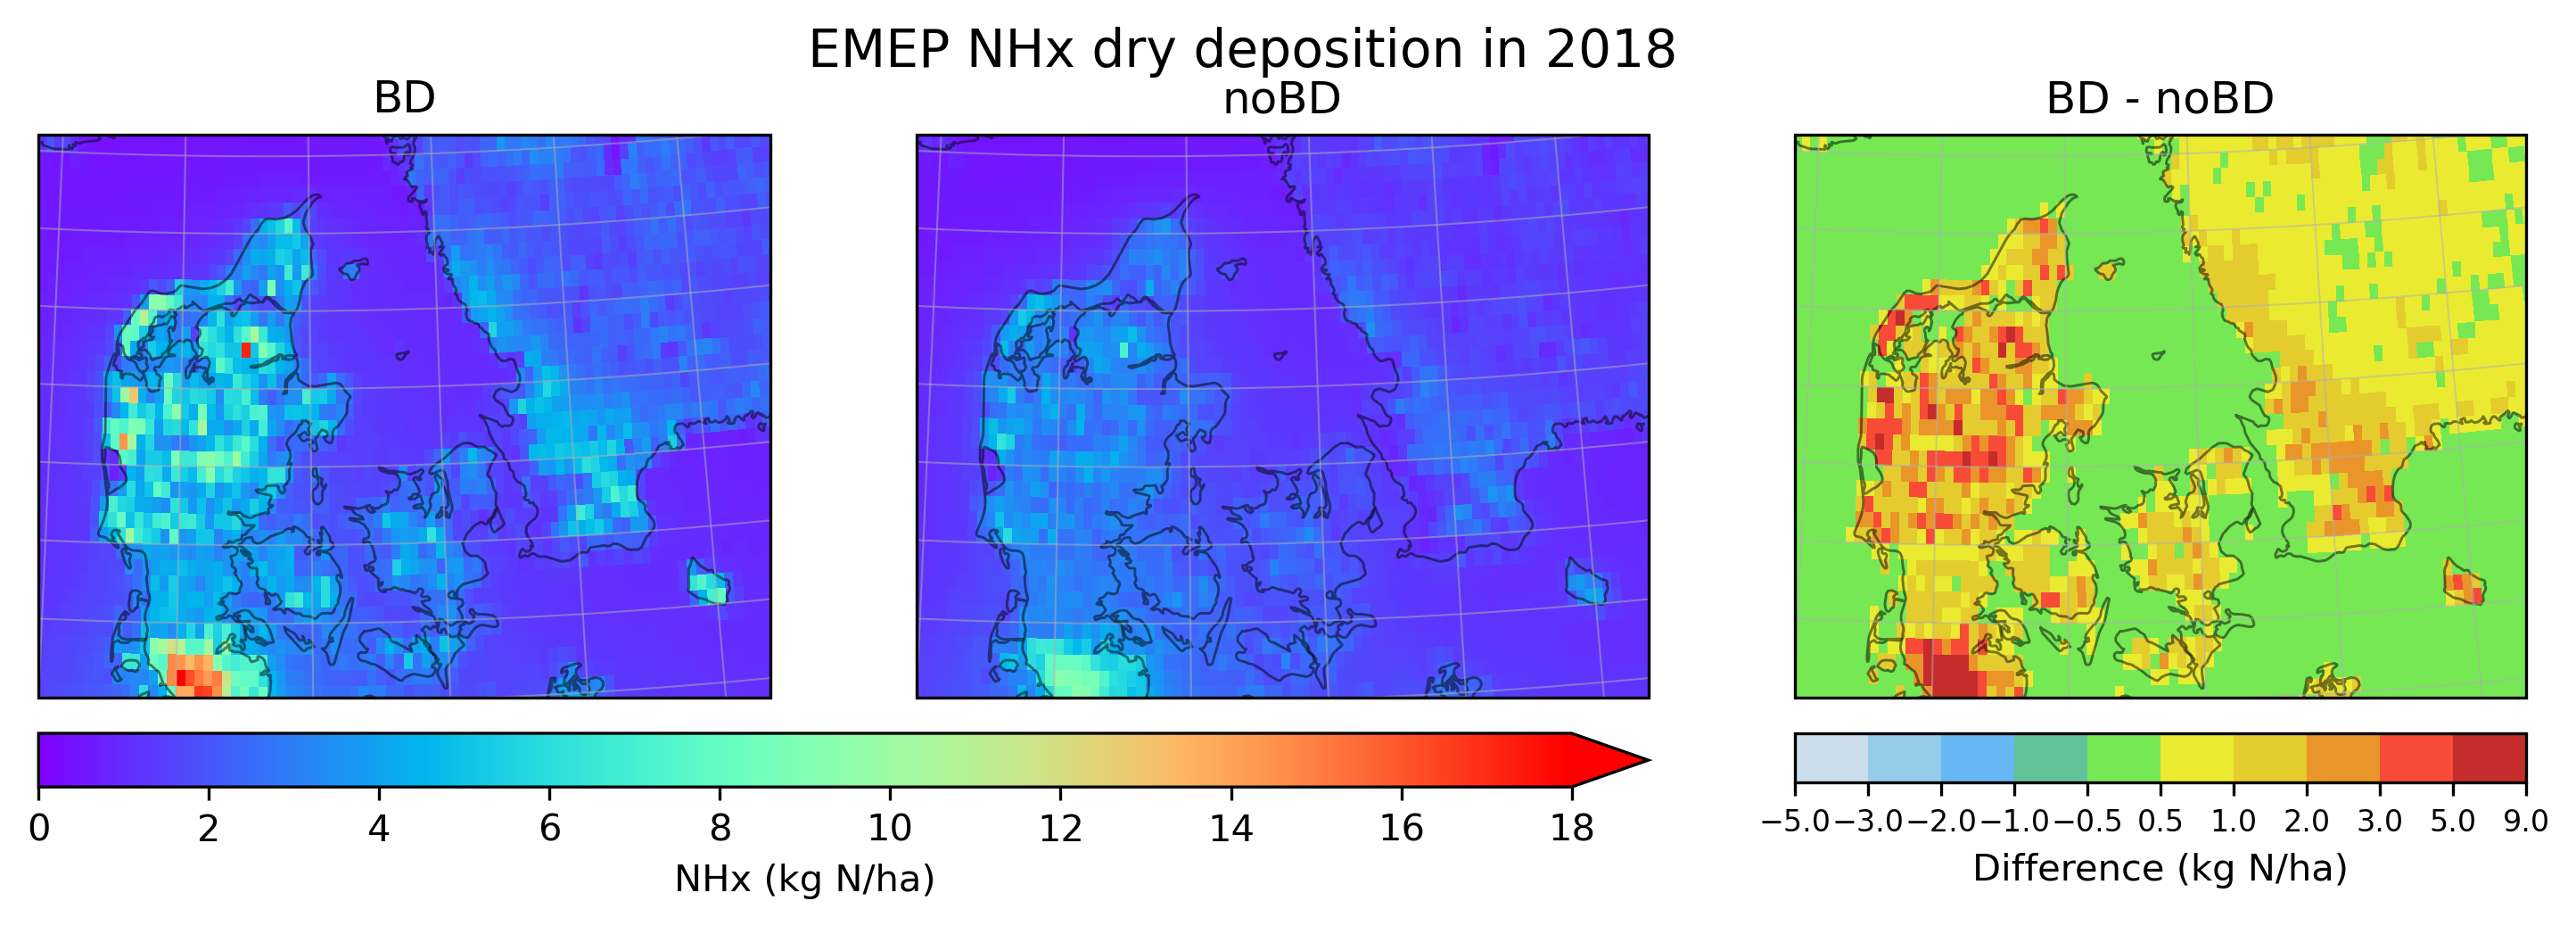 EMEP NHx dry deposition in 2018
BD
noBD
BD - noBD
0 2 4 6 8 10 12 14 16 18
NHx (kg N/ha)
−5.0 −3.0 −2.0 −1.0 −0.5 0.5 1.0 2.0 3.0 5.0 9.0
Difference (kg N/ha)